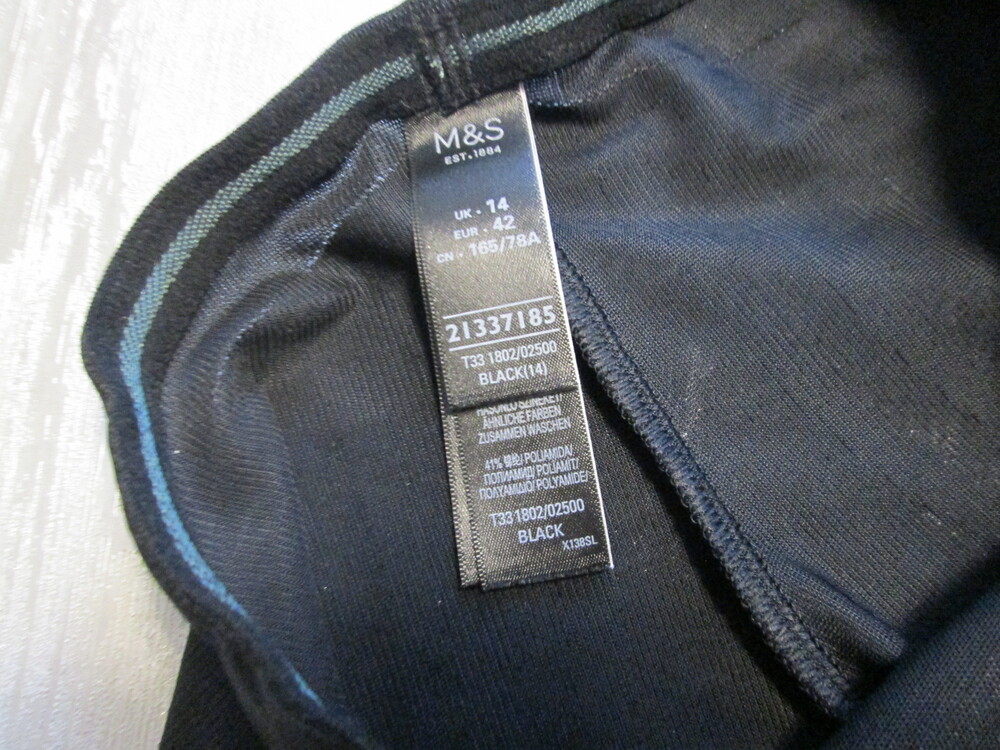 M&S
EST. 1884
UK · 14
EUR · 42
CN · 165/78A
21337185
T33 1802/02500
BLACK(14)
ÄHNLICHE FARBEN
ZUSAMMEN WASCHEN
41% / POLIAMIDA/
ПОЛИАМИД/ POLIAMIT/
ΠΟΛΥΑΜΙΔΙΟ/ POLYAMIDE/
T33 1802/02500
BLACK
X138SL